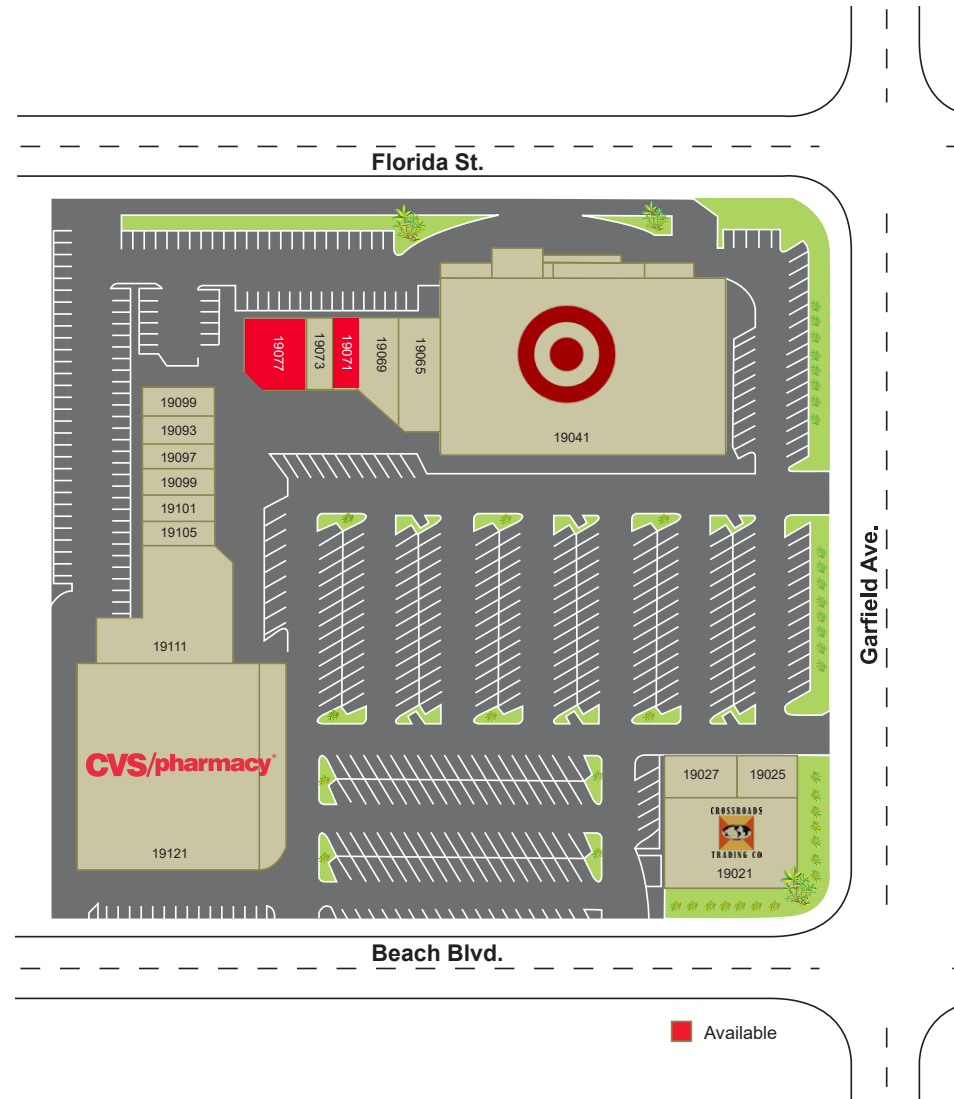 Florida St.
19077
19073
19071
19069
19065
19041
19099
19093
19097
19099
19101
19105
19111
Garfield Ave.
CVS/pharmacy®
19121
19027
19025
CROSSROADS
TRADING CO
19021
Beach Blvd.
Available